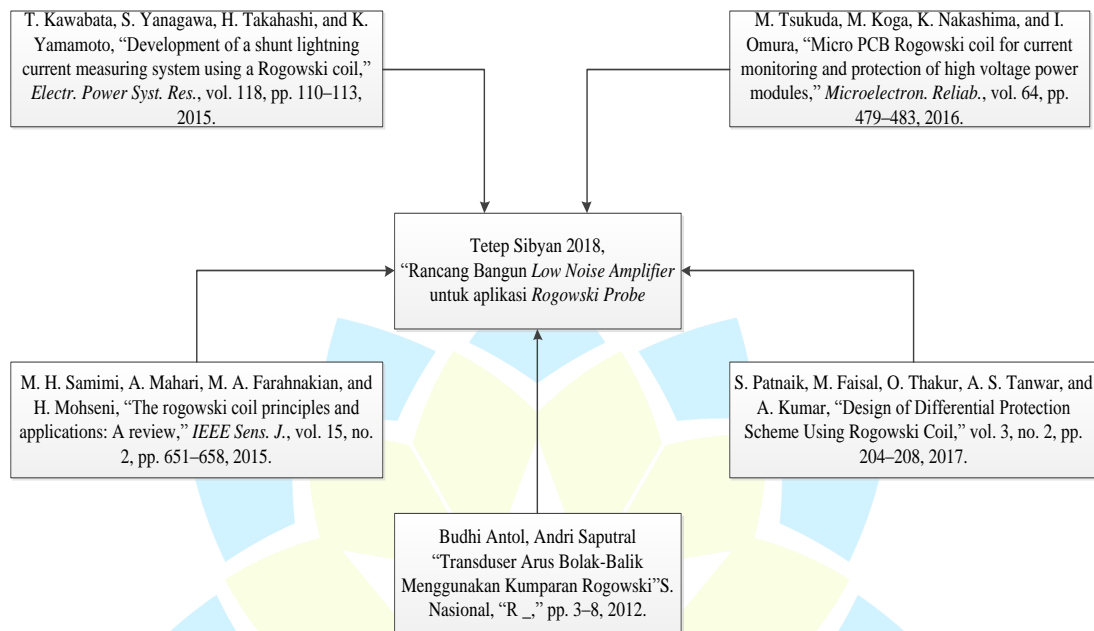 T. Kawabata, S. Yanagawa, H. Takahashi, and K.
Yamamoto, “Development of a shunt lightning
current measuring system using a Rogowski coil,”
Electr. Power Syst. Res., vol. 118, pp. 110–113,
2015.
M. Tsukuda, M. Koga, K. Nakashima, and I.
Omura, “Micro PCB Rogowski coil for current
monitoring and protection of high voltage power
modules,” Microelectron. Reliab., vol. 64, pp.
479–483, 2016.
Tetep Sibyan 2018,
“Rancang Bangun Low Noise Amplifier
untuk aplikasi Rogowski Probe
M. H. Samimi, A. Mahari, M. A. Farahnakian, and
H. Mohseni, “The rogowski coil principles and
applications: A review,” IEEE Sens. J., vol. 15, no.
2, pp. 651–658, 2015.
S. Patnaik, M. Faisal, O. Thakur, A. S. Tanwar, and
A. Kumar, “Design of Differential Protection
Scheme Using Rogowski Coil,” vol. 3, no. 2, pp.
204–208, 2017.
Budhi Antol, Andri Saputral
“Transduser Arus Bolak-Balik
Menggunakan Kumparan Rogowski”S.
Nasional, “R _,” pp. 3–8, 2012.